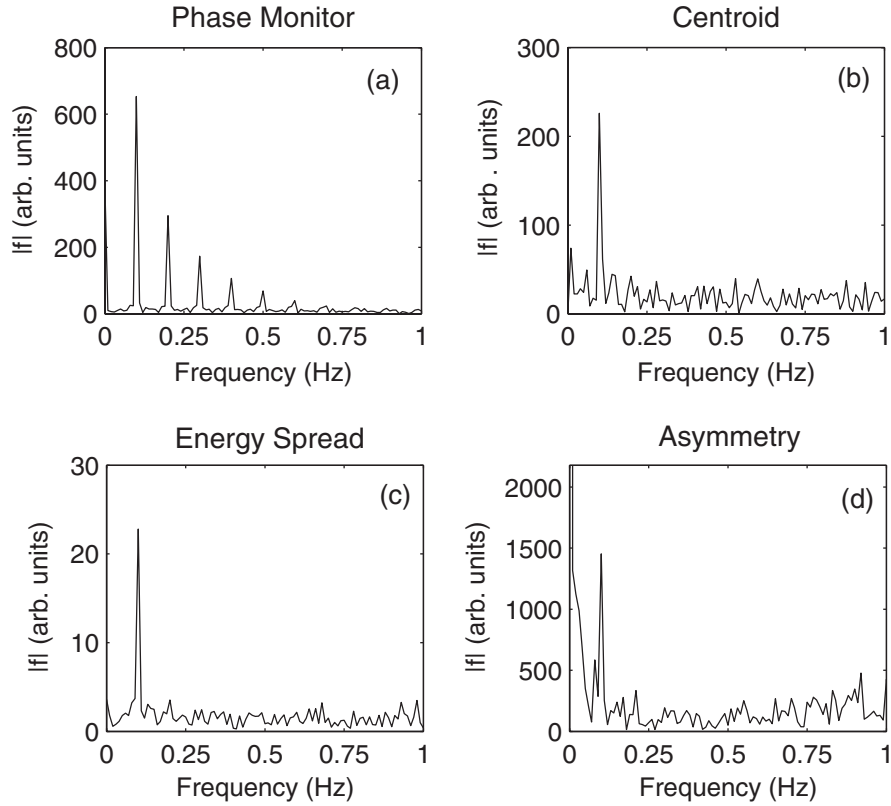 Phase Monitor
(a)
|f| (arb. units)
800
600
400
200
0
0 0.25 0.5 0.75 1
Frequency (Hz)
Centroid
(b)
|f| (arb . units)
300
200
100
0
0 0.25 0.5 0.75 1
Frequency (Hz)
Energy Spread
(c)
|f| (arb. units)
30
20
10
0
0 0.25 0.5 0.75 1
Frequency (Hz)
Asymmetry
(d)
|f| (arb. units)
2000
1500
1000
500
0
0 0.25 0.5 0.75 1
Frequency (Hz)